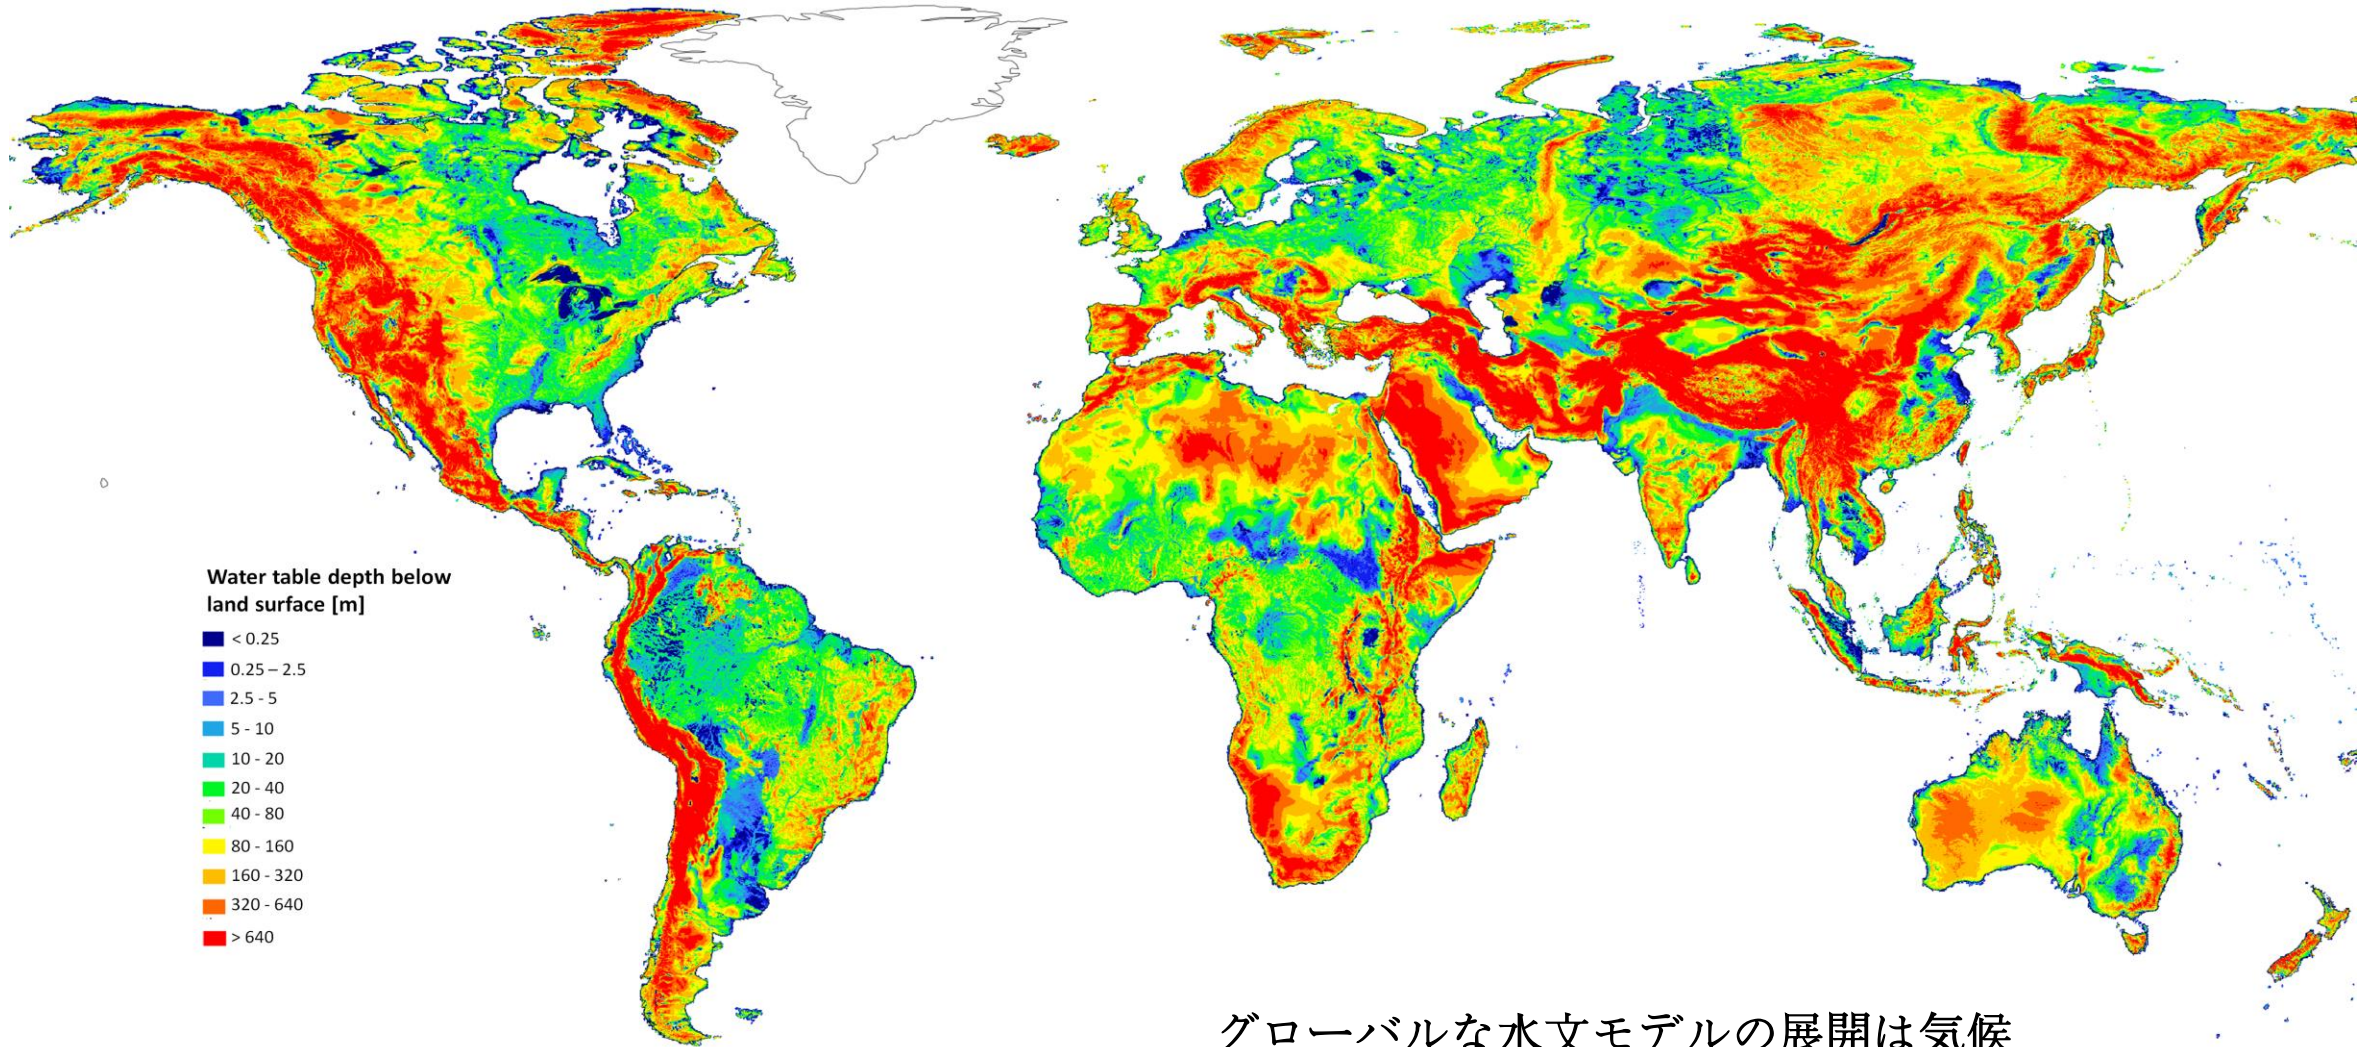 Water table depth below
land surface [m]
< 0.25
0.25 – 2.5
2.5 - 5
5 - 10
10 - 20
20 - 40
40 - 80
80 - 160
160 - 320
320 - 640
> 640
グローバルな水文モデルの展開は気候